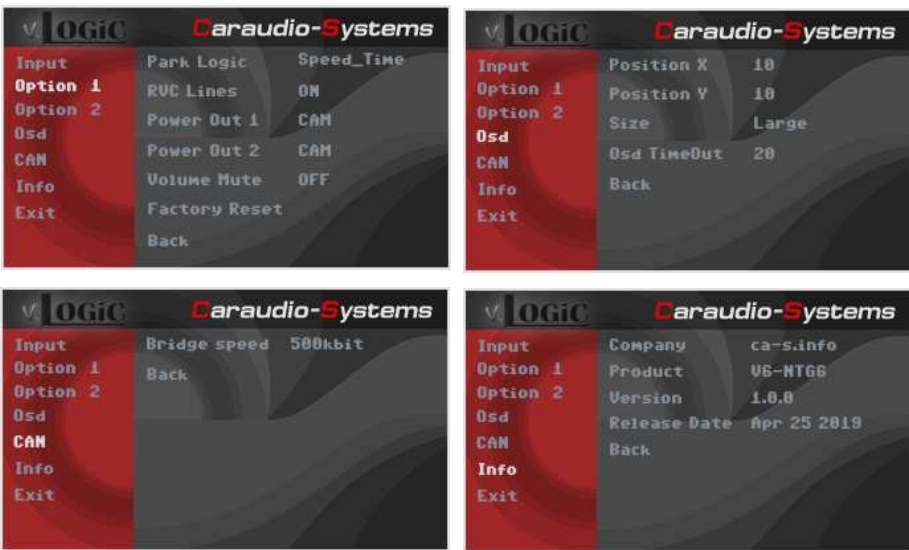 v LOGiC Caraudio-Systems
Input
Option 1
Option 2
Osd
CAN
Info
Exit
Park Logic Speed_Time
RVC Lines ON
Power Out 1 CAM
Power Out 2 CAM
Volume Mute OFF
Factory Reset
Back
v LOGiC Caraudio-Systems
Input
Option 1
Option 2
Osd
CAN
Info
Exit
Position X 10
Position Y 10
Size Large
Osd TimeOut 20
Back
v LOGiC Caraudio-Systems
Input
Option 1
Option 2
Osd
CAN
Info
Exit
Bridge speed 500kbit
Back
v LOGiC Caraudio-Systems
Input
Option 1
Option 2
Osd
CAN
Info
Exit
Company ca-s.info
Product V6-NTG6
Version 1.0.0
Release Date Apr 25 2019
Back